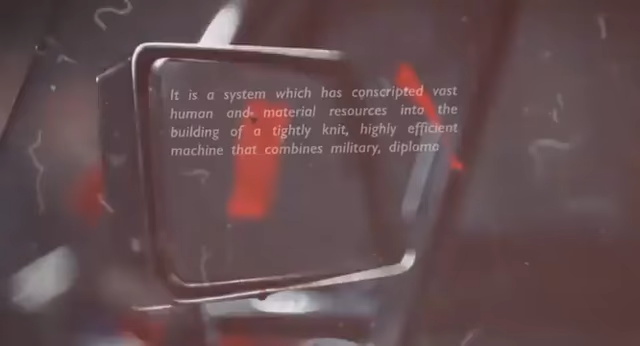 It is a system which has conscripted vast
human and material resources into the
building of a tightly knit, highly efficient
machine that combines military, diploma